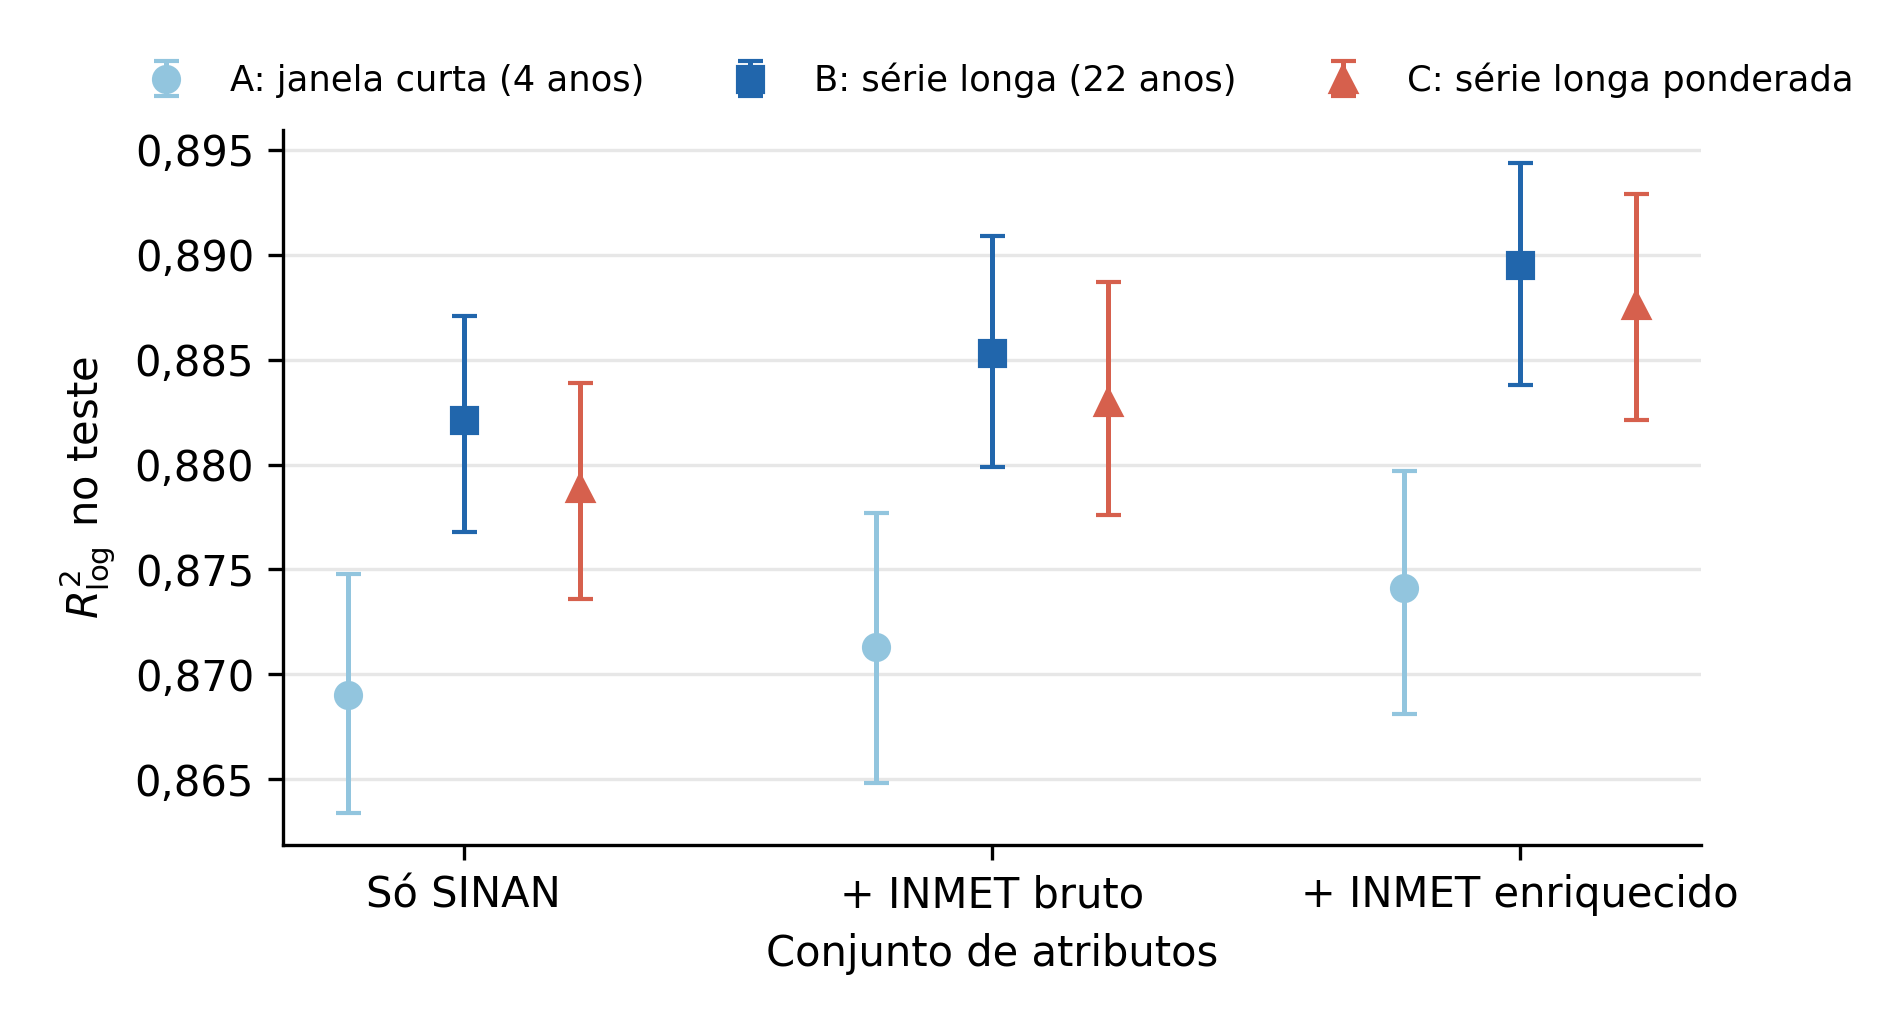 A: janela curta (4 anos)
B: série longa (22 anos)
C: série longa ponderada
0,895
0,890
0,885
0,880
0,875
0,870
0,865
R²log no teste
Só SINAN
+ INMET bruto
+ INMET enriquecido
Conjunto de atributos